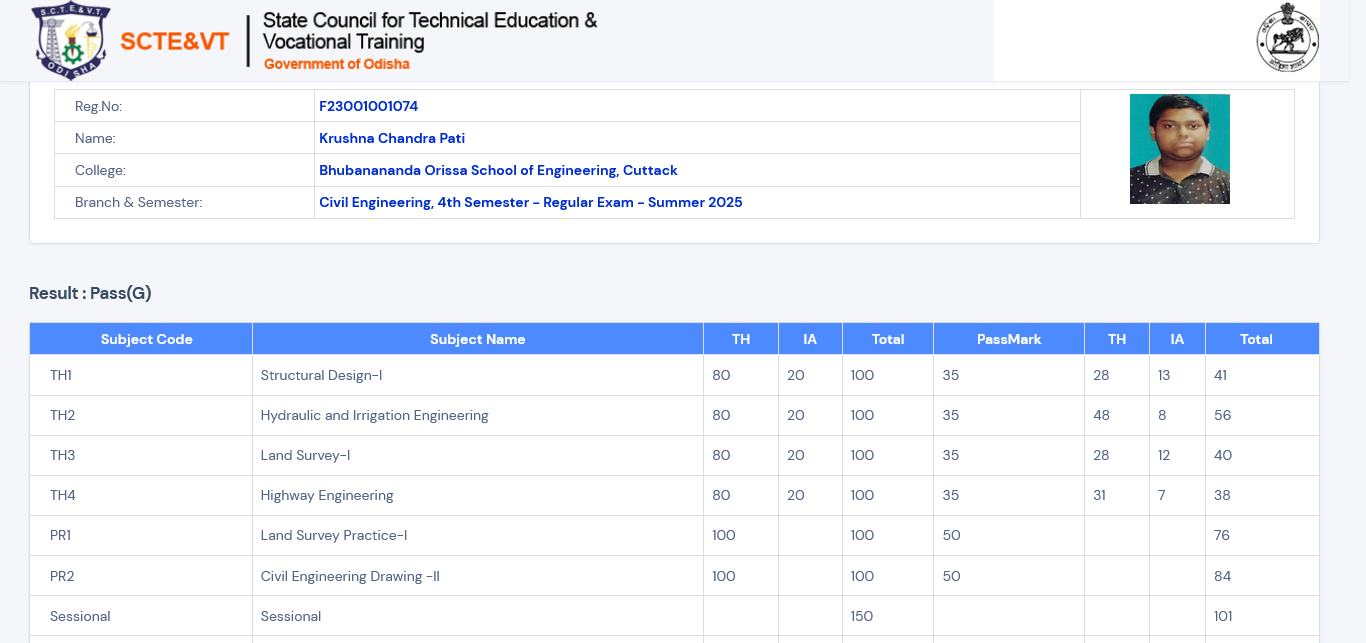 S.C.T.E.&V.T.
ODISHA
SCTE&VT
State Council for Technical Education &
Vocational Training
Government of Odisha
Reg.No: F23001001074
Name: Krushna Chandra Pati
College: Bhubanananda Orissa School of Engineering, Cuttack
Branch & Semester: Civil Engineering, 4th Semester - Regular Exam - Summer 2025
Result : Pass(G)
Subject Code Subject Name TH IA Total PassMark TH IA Total
TH1 Structural Design-I 80 20 100 35 28 13 41
TH2 Hydraulic and Irrigation Engineering 80 20 100 35 48 8 56
TH3 Land Survey-I 80 20 100 35 28 12 40
TH4 Highway Engineering 80 20 100 35 31 7 38
PR1 Land Survey Practice-I 100 100 50 76
PR2 Civil Engineering Drawing -II 100 100 50 84
Sessional Sessional 150 101